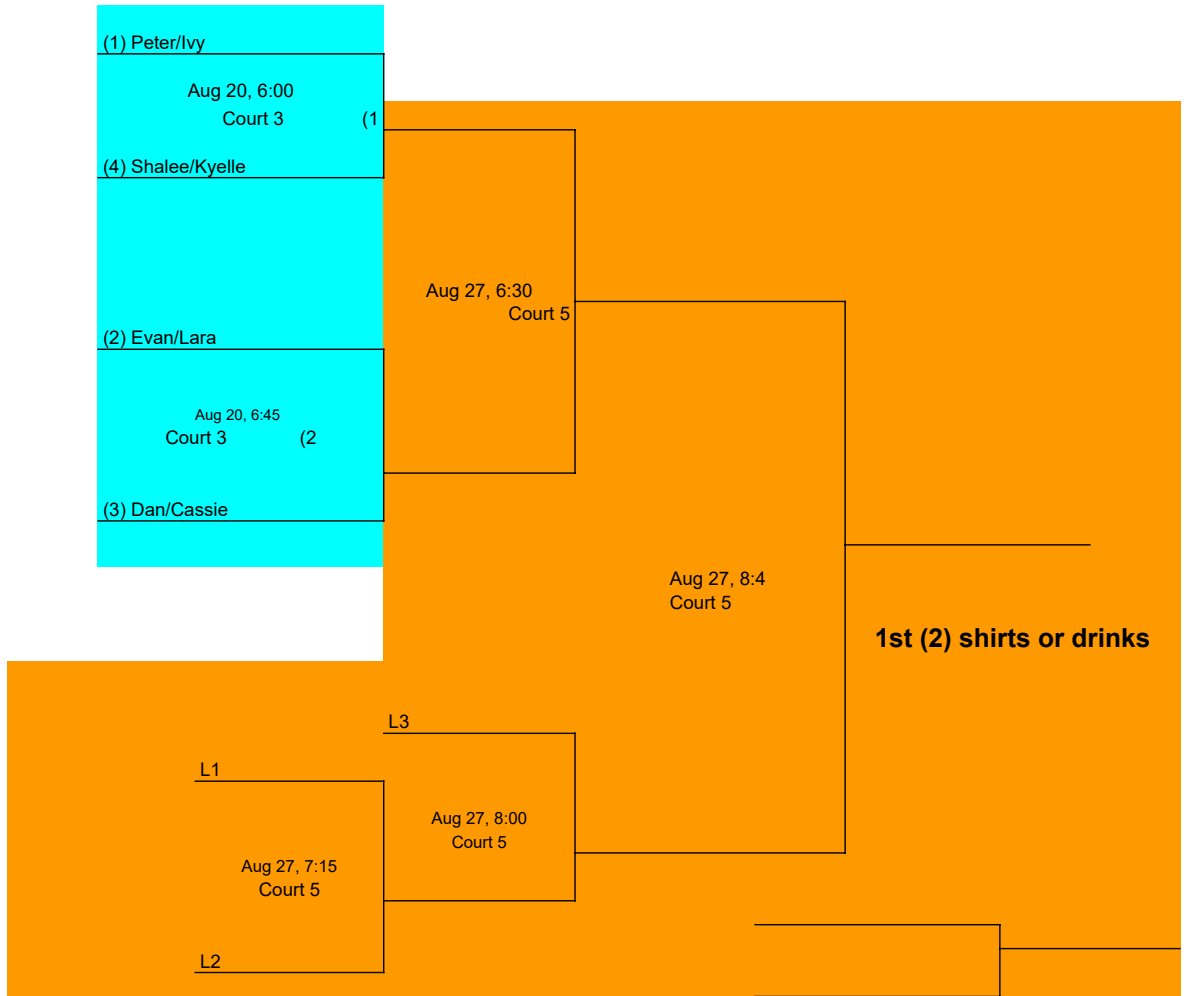 (1) Peter/Ivy
Aug 20, 6:00
Court 3 (1
(4) Shalee/Kyelle
Aug 27, 6:30
Court 5
(2) Evan/Lara
Aug 20, 6:45
Court 3 (2
(3) Dan/Cassie
Aug 27, 8:4
Court 5
1st (2) shirts or drinks
L3
L1
Aug 27, 8:00
Court 5
Aug 27, 7:15
Court 5
L2